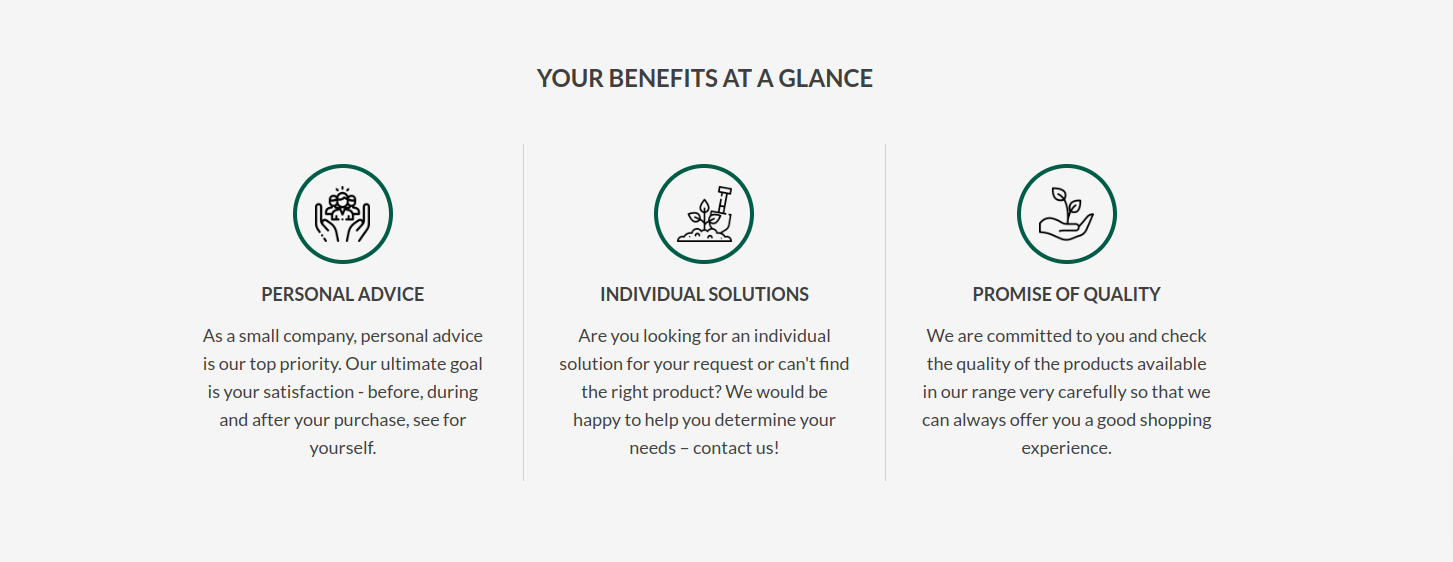 YOUR BENEFITS AT A GLANCE
PERSONAL ADVICE
As a small company, personal advice
is our top priority. Our ultimate goal
is your satisfaction - before, during
and after your purchase, see for
yourself.
INDIVIDUAL SOLUTIONS
Are you looking for an individual
solution for your request or can't find
the right product? We would be
happy to help you determine your
needs – contact us!
PROMISE OF QUALITY
We are committed to you and check
the quality of the products available
in our range very carefully so that we
can always offer you a good shopping
experience.